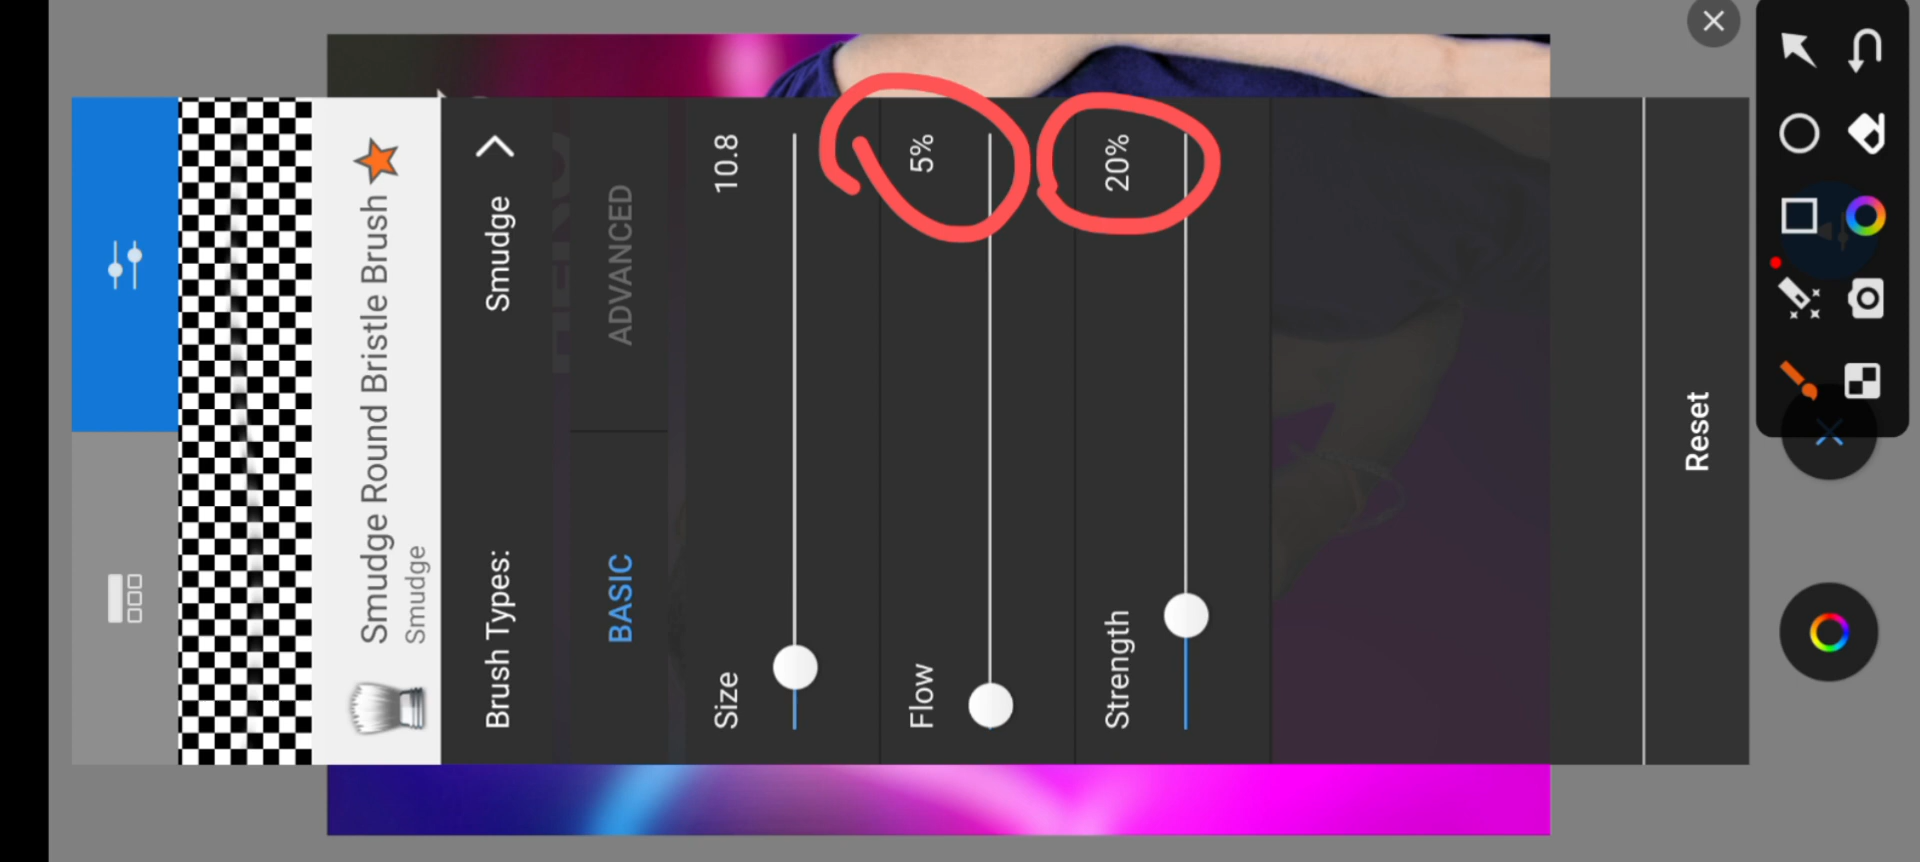 Smudge Round Bristle Brush
Smudge
Brush Types: Smudge
BASIC ADVANCED
Size 10.8
Flow 5%
Strength 20%
Reset